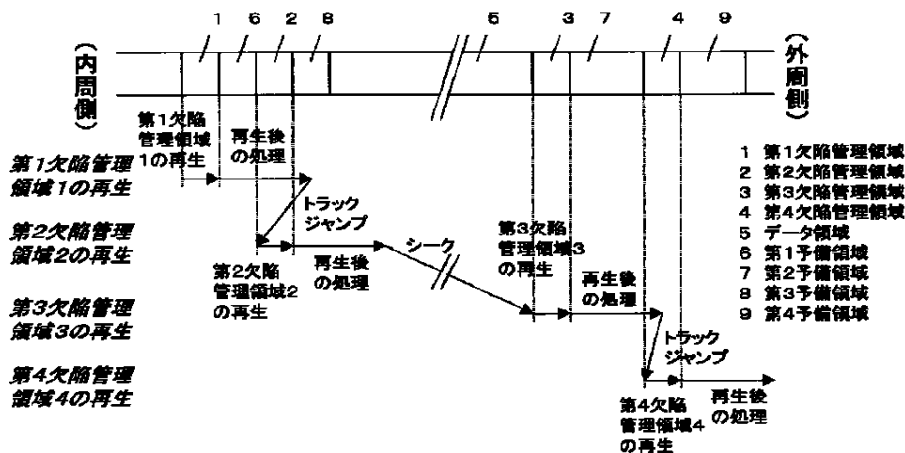 1 6 2 8 5 3 7 4 9
(内周側)
(外周側)
第1欠陥
管理領域
1の再生
再生後
の処理
第1欠陥管理
領域1の再生
トラック
ジャンプ
第2欠陥管理
領域2の再生
第2欠陥
管理領域2
の再生
再生後
の処理
シーク
第3欠陥
管理領域3
の再生
再生後
の処理
第3欠陥管理
領域3の再生
トラック
ジャンプ
第4欠陥管理
領域4の再生
第4欠陥
管理領域4
の再生
再生後
の処理
1 第1欠陥管理領域
2 第2欠陥管理領域
3 第3欠陥管理領域
4 第4欠陥管理領域
5 データ領域
6 第1予備領域
7 第2予備領域
8 第3予備領域
9 第4予備領域